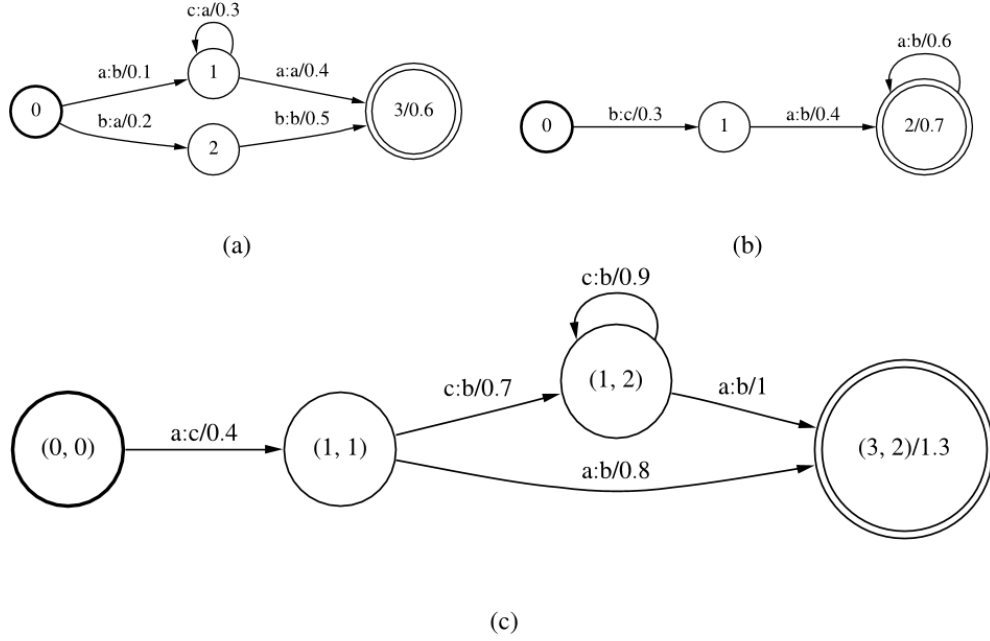 c:a/0.3
a:b/0.1
1
a:a/0.4
0
3/0.6
b:a/0.2
2
b:b/0.5
(a)
a:b/0.6
0
b:c/0.3
1
a:b/0.4
2/0.7
(b)
c:b/0.9
(1, 2)
c:b/0.7
a:b/1
(0, 0)
a:c/0.4
(1, 1)
(3, 2)/1.3
a:b/0.8
(c)